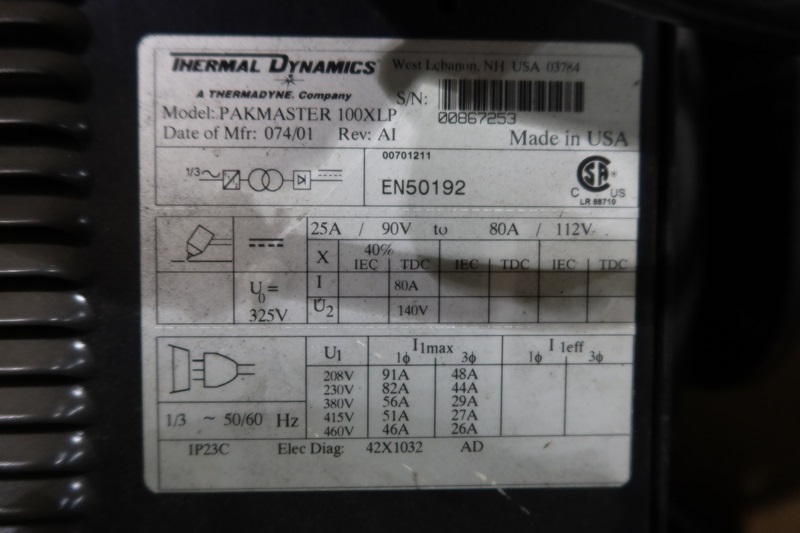 THERMAL DYNAMICS West Lebanon, NH USA 03784
A THERMADYNE. Company
S/N:
Model: PAKMASTER 100XLP 00867253
Date of Mfr: 074/01 Rev: AI Made in USA
00701211
1/3
EN50192
CSA
C US
LR 88710
25A / 90V to 80A / 112V
X 40%
IEC TDC IEC TDC IEC TDC
I 80A
U2 140V
U0=
325V
U1 I1max I 1eff
1ϕ 3ϕ 1ϕ 3ϕ
208V 91A 48A
230V 82A 44A
380V 56A 29A
415V 51A 27A
460V 46A 26A
1/3 ~ 50/60 Hz
IP23C Elec Diag: 42X1032 AD